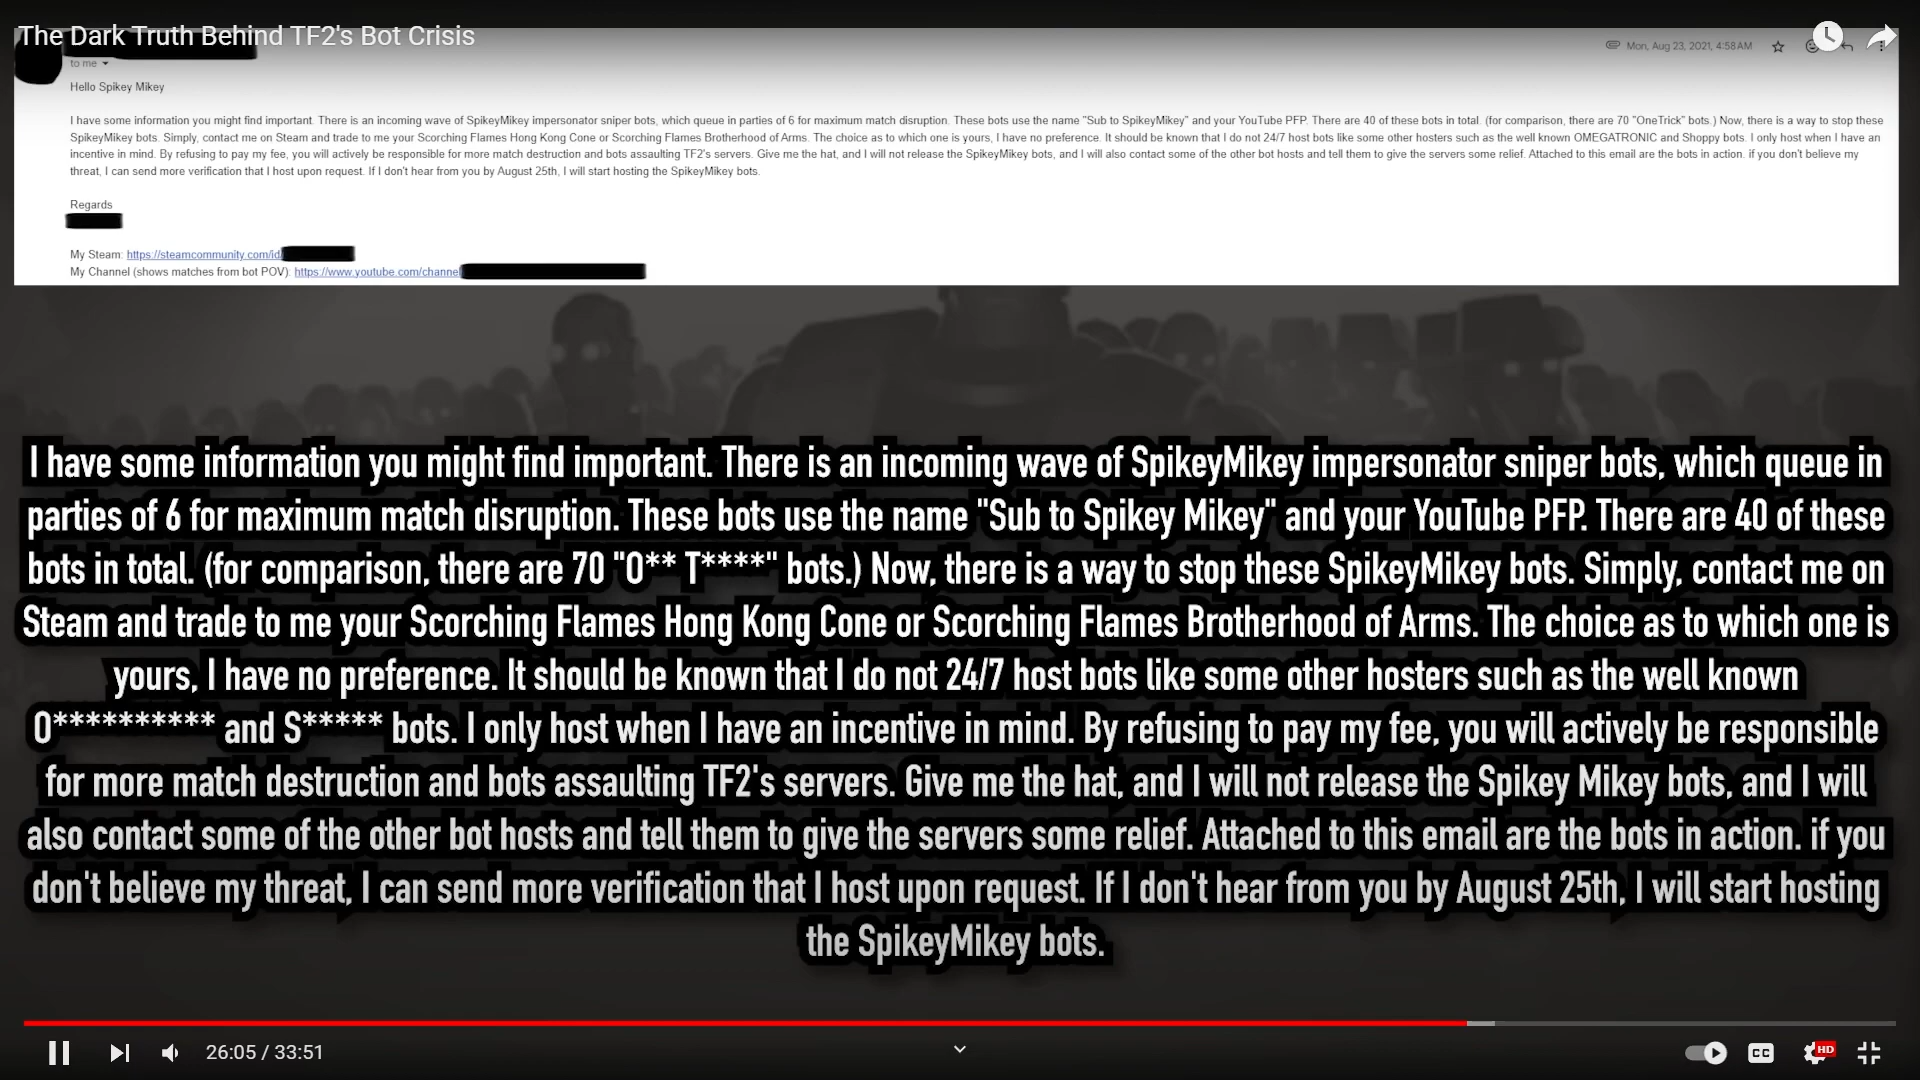 The Dark Truth Behind TF2's Bot Crisis
Mon, Aug 23, 2021, 4:58 AM
to me
Hello Spikey Mikey
I have some information you might find important. There is an incoming wave of SpikeyMikey impersonator sniper bots, which queue in parties of 6 for maximum match disruption. These bots use the name "Sub to SpikeyMikey" and your YouTube PFP. There are 40 of these bots in total. (for comparison, there are 70 "OneTrick" bots.) Now, there is a way to stop these
SpikeyMikey bots. Simply, contact me on Steam and trade to me your Scorching Flames Hong Kong Cone or Scorching Flames Brotherhood of Arms. The choice as to which one is yours, I have no preference. It should be known that I do not 24/7 host bots like some other hosters such as the well known OMEGATRONIC and Shoppy bots. I only host when I have an
incentive in mind. By refusing to pay my fee, you will actively be responsible for more match destruction and bots assaulting TF2's servers. Give me the hat, and I will not release the SpikeyMikey bots, and I will also contact some of the other bot hosts and tell them to give the servers some relief. Attached to this email are the bots in action. if you don't believe my
threat, I can send more verification that I host upon request. If I don't hear from you by August 25th, I will start hosting the SpikeyMikey bots.
Regards
My Steam: https://steamcommunity.com/id/
My Channel (shows matches from bot POV): https://www.youtube.com/channel
I have some information you might find important. There is an incoming wave of SpikeyMikey impersonator sniper bots, which queue in
parties of 6 for maximum match disruption. These bots use the name "Sub to Spikey Mikey" and your YouTube PFP. There are 40 of these
bots in total. (for comparison, there are 70 "O** T****" bots.) Now, there is a way to stop these SpikeyMikey bots. Simply, contact me on
Steam and trade to me your Scorching Flames Hong Kong Cone or Scorching Flames Brotherhood of Arms. The choice as to which one is
yours, I have no preference. It should be known that I do not 24/7 host bots like some other hosters such as the well known
O********** and S***** bots. I only host when I have an incentive in mind. By refusing to pay my fee, you will actively be responsible
for more match destruction and bots assaulting TF2's servers. Give me the hat, and I will not release the Spikey Mikey bots, and I will
also contact some of the other bot hosts and tell them to give the servers some relief. Attached to this email are the bots in action. if you
don't believe my threat, I can send more verification that I host upon request. If I don't hear from you by August 25th, I will start hosting
the SpikeyMikey bots.
26:05 / 33:51
CC
HD